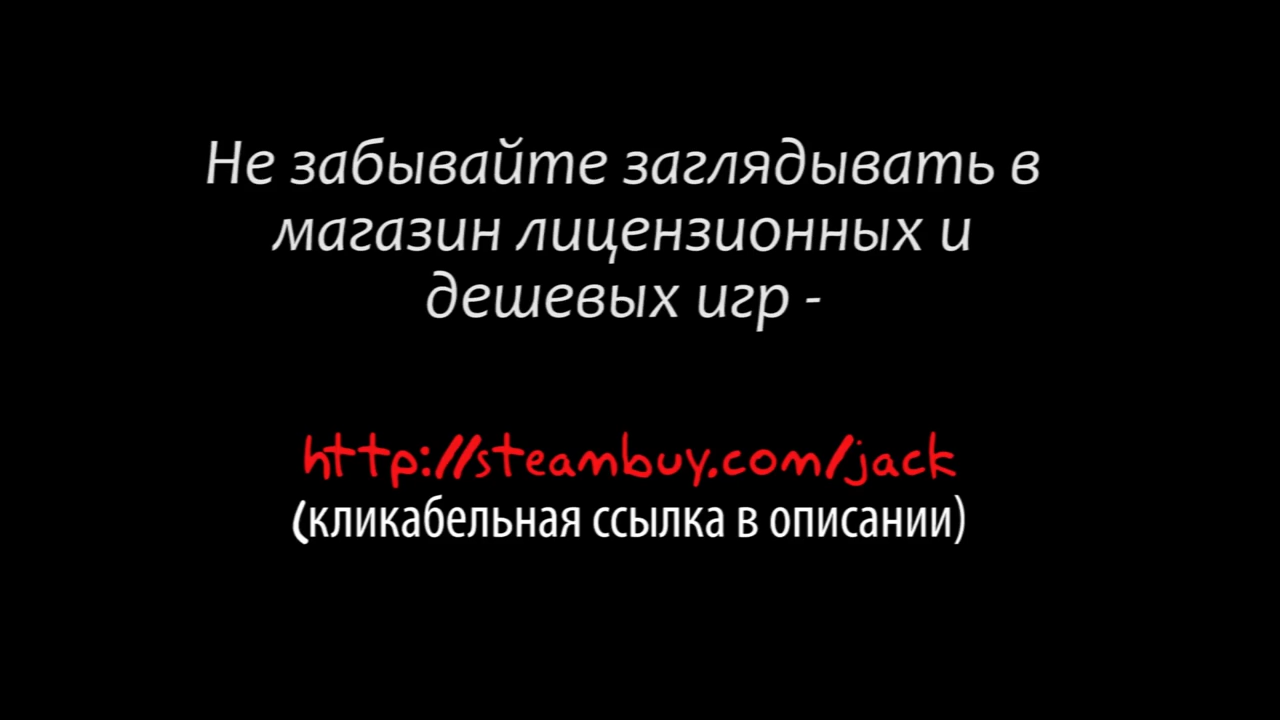 Не забывайте заглядывать в
магазин лицензионных и
дешевых игр -
http://steambuy.com/jack
(кликабельная ссылка в описании)